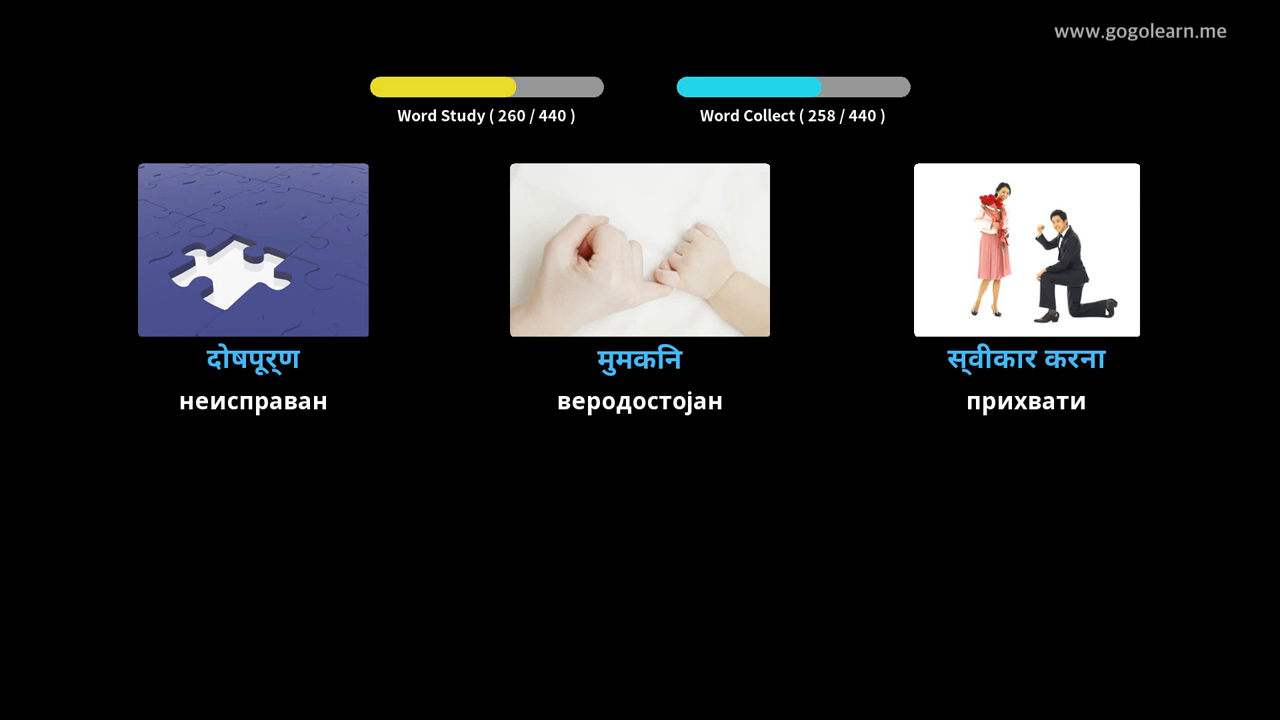 www.gogolearn.me
Word Study ( 260 / 440 )
Word Collect ( 258 / 440 )
दोषपूर्ण
मुमकिन
स्वीकार करना
неисправан
веродостојан
прихвати